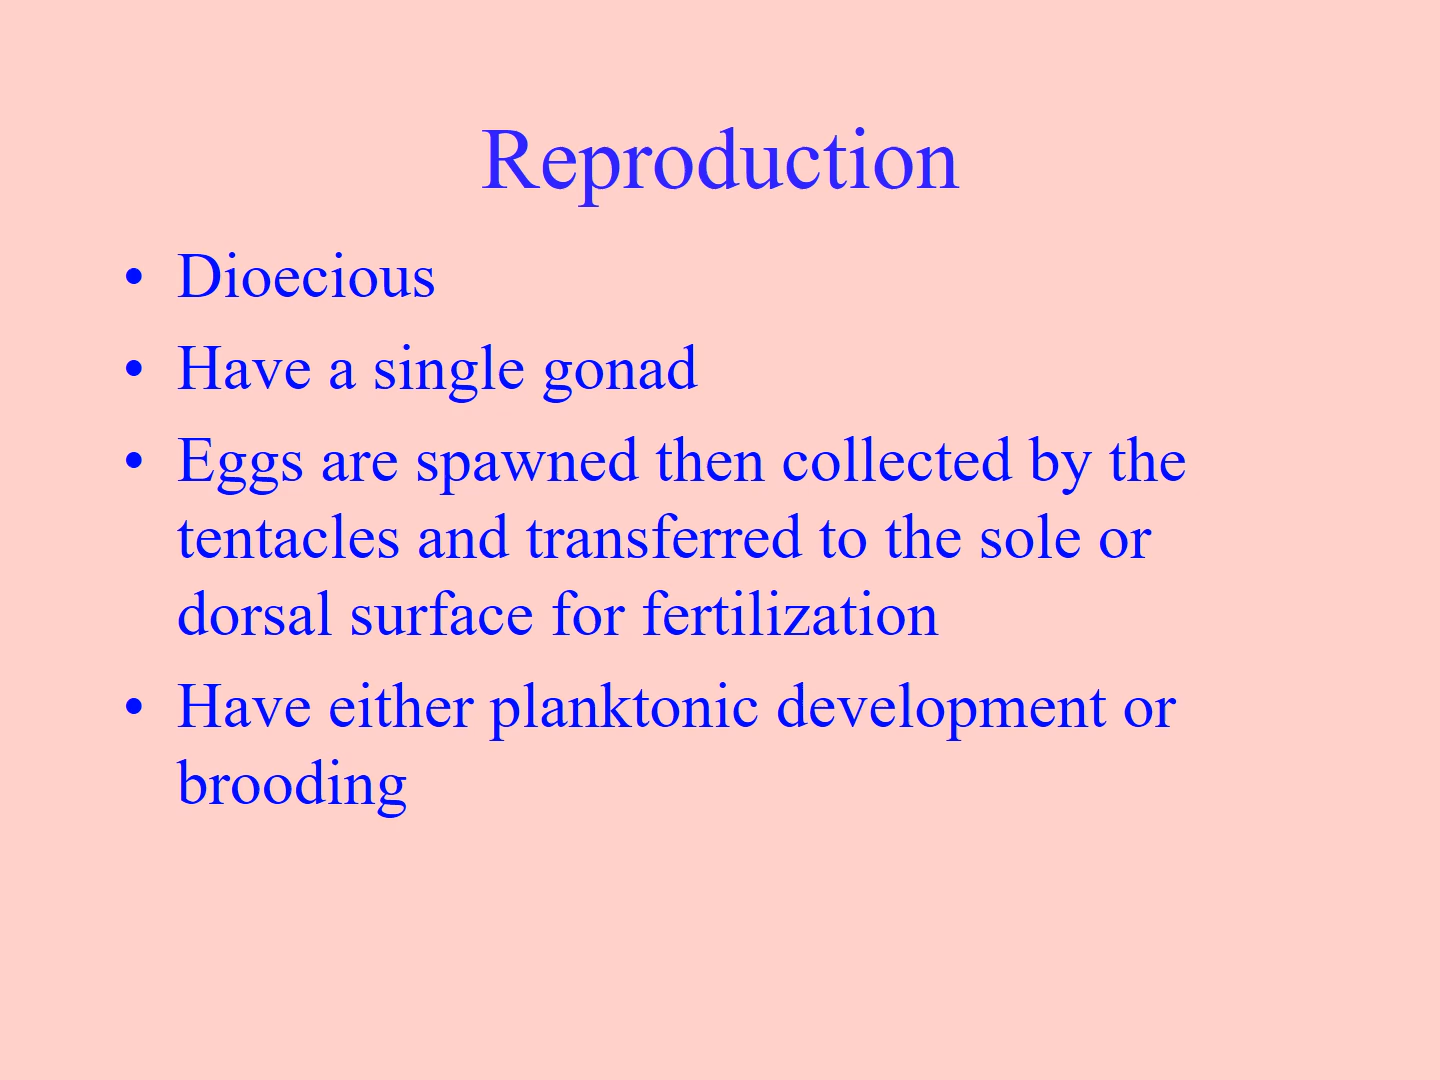 Reproduction
• Dioecious
• Have a single gonad
• Eggs are spawned then collected by the
tentacles and transferred to the sole or
dorsal surface for fertilization
• Have either planktonic development or
brooding